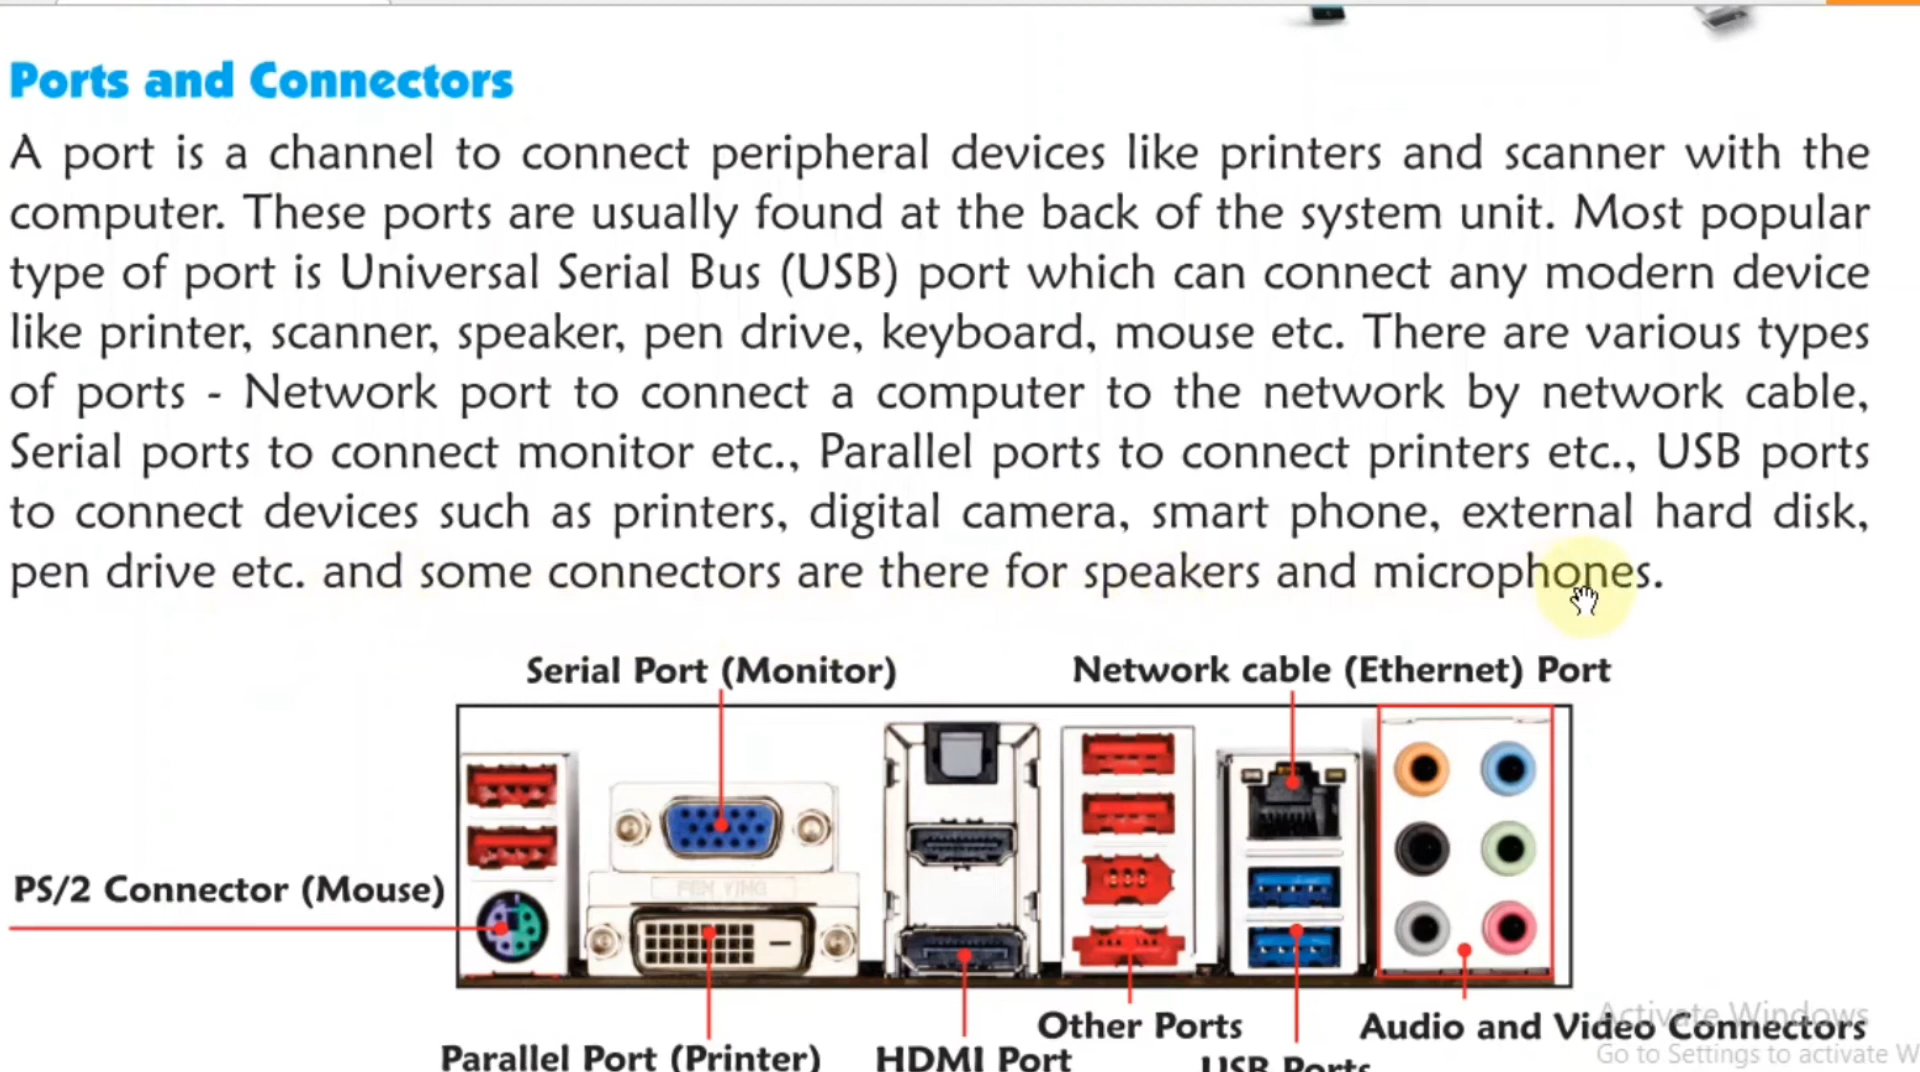 Ports and Connectors
A port is a channel to connect peripheral devices like printers and scanner with the
computer. These ports are usually found at the back of the system unit. Most popular
type of port is Universal Serial Bus (USB) port which can connect any modern device
like printer, scanner, speaker, pen drive, keyboard, mouse etc. There are various types
of ports - Network port to connect a computer to the network by network cable,
Serial ports to connect monitor etc., Parallel ports to connect printers etc., USB ports
to connect devices such as printers, digital camera, smart phone, external hard disk,
pen drive etc. and some connectors are there for speakers and microphones.
Serial Port (Monitor)
Network cable (Ethernet) Port
PS/2 Connector (Mouse)
FEN YING
Other Ports
Audio and Video Connectors
Parallel Port (Printer)
HDMI Port
USB Ports
Activate Windows
Go to Settings to activate W